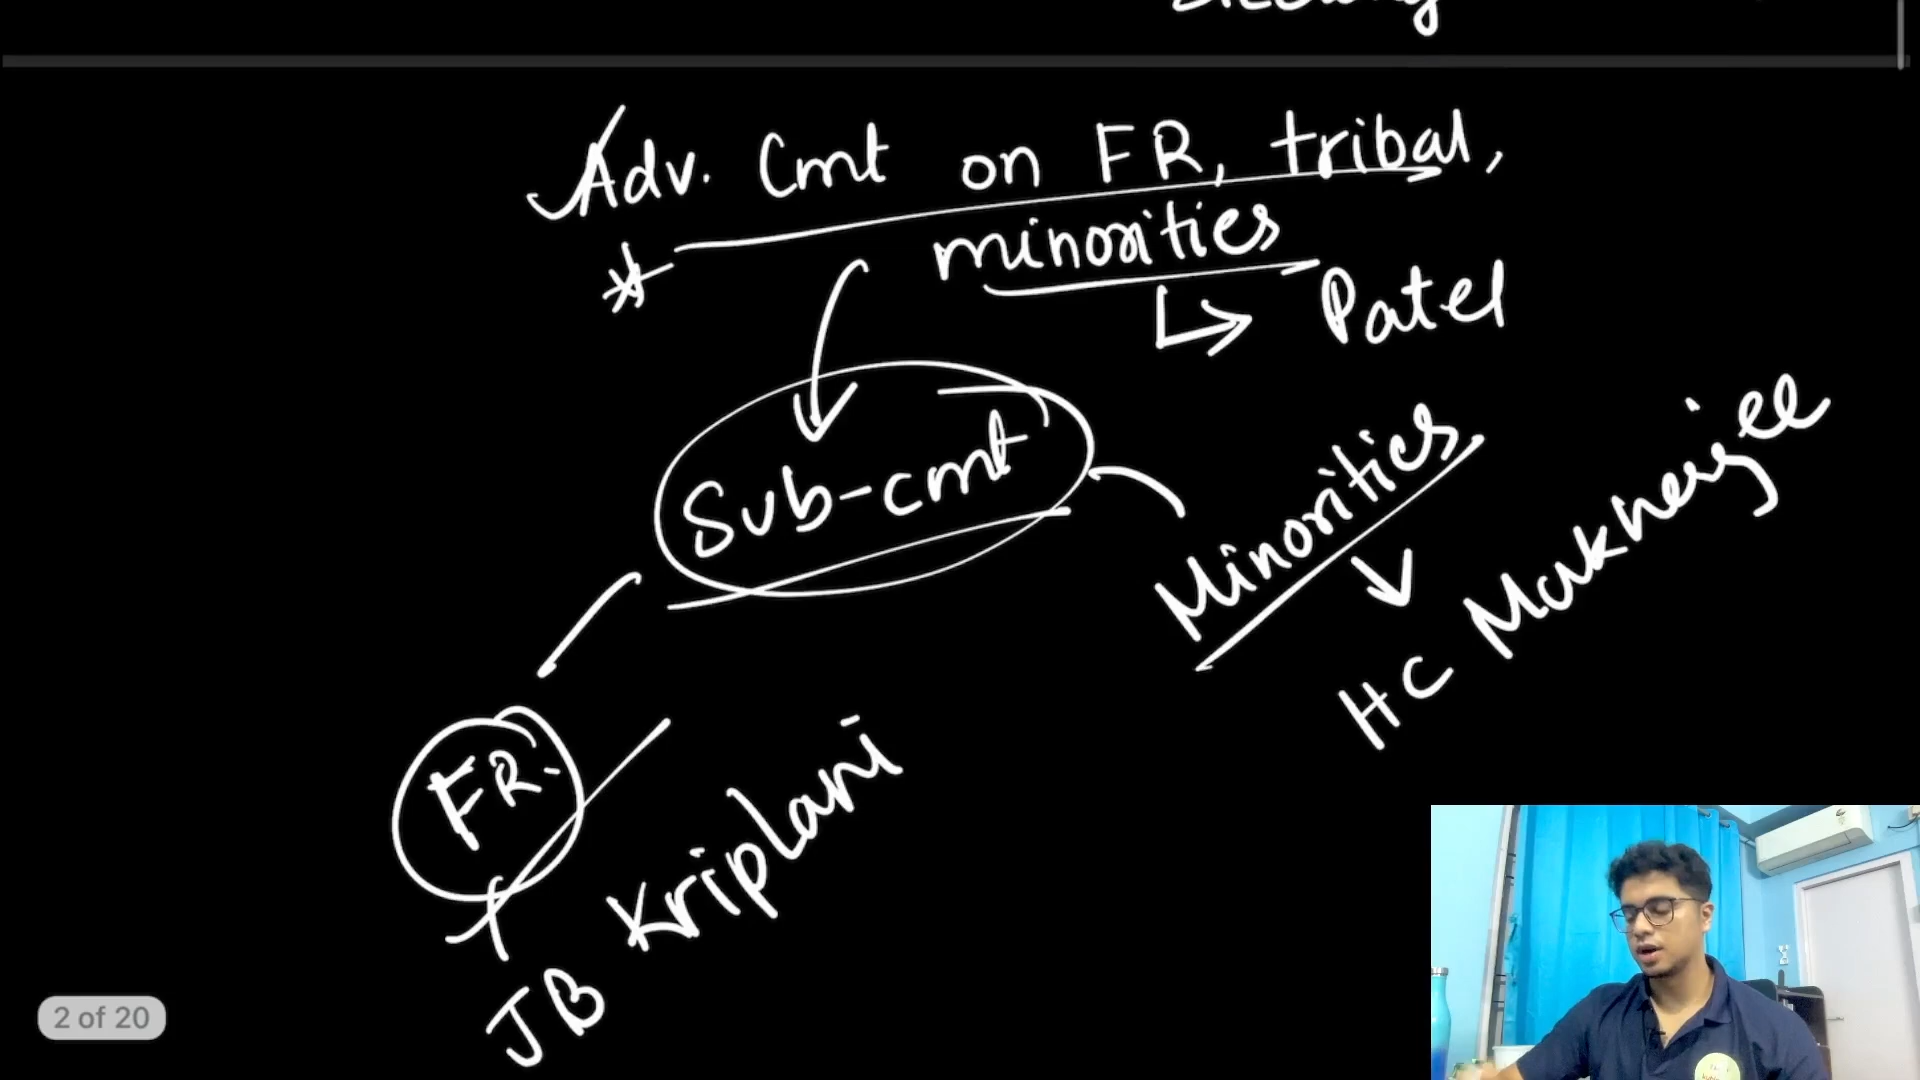 Adv. Cmt on FR, tribal,
minorities
Patel
Sub-cmt
Minorities
HC Mukherjee
FR.
JB Kriplani
2 of 20